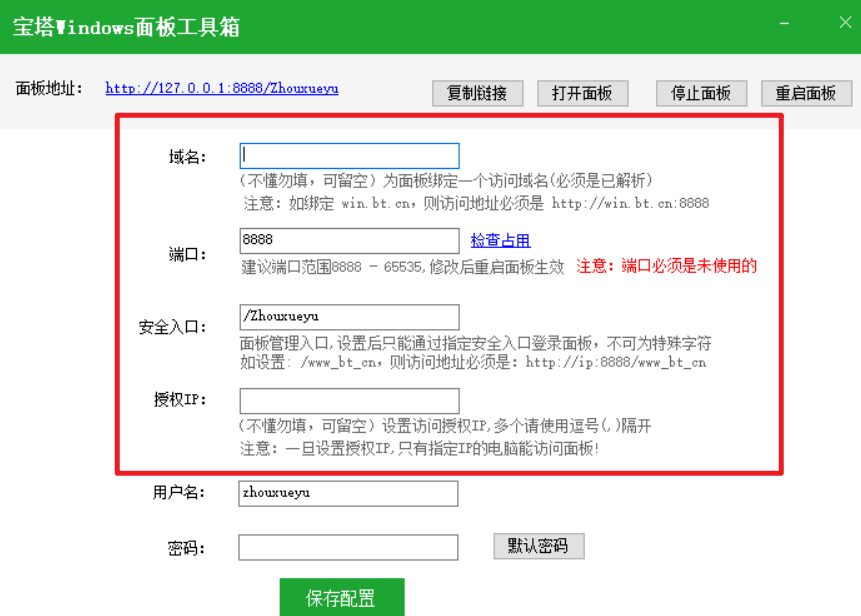 宝塔Windows面板工具箱
面板地址： http://127.0.0.1:8888/Zhouxueyu 复制链接 打开面板 停止面板 重启面板
域名：
（不懂勿填，可留空）为面板绑定一个访问域名(必须是已解析)
注意：如绑定 win.bt.cn，则访问地址必须是 http://win.bt.cn:8888
端口： 8888 检查占用
建议端口范围8888 - 65535,修改后重启面板生效 注意：端口必须是未使用的
安全入口： /Zhouxueyu
面板管理入口,设置后只能通过指定安全入口登录面板，不可为特殊字符
如设置: /www_bt_cn，则访问地址必须是：http://ip:8888/www_bt_cn
授权IP：
（不懂勿填，可留空）设置访问授权IP,多个请使用逗号(,)隔开
注意：一旦设置授权IP,只有指定IP的电脑能访问面板!
用户名： zhouxueyu
密码： 默认密码
保存配置